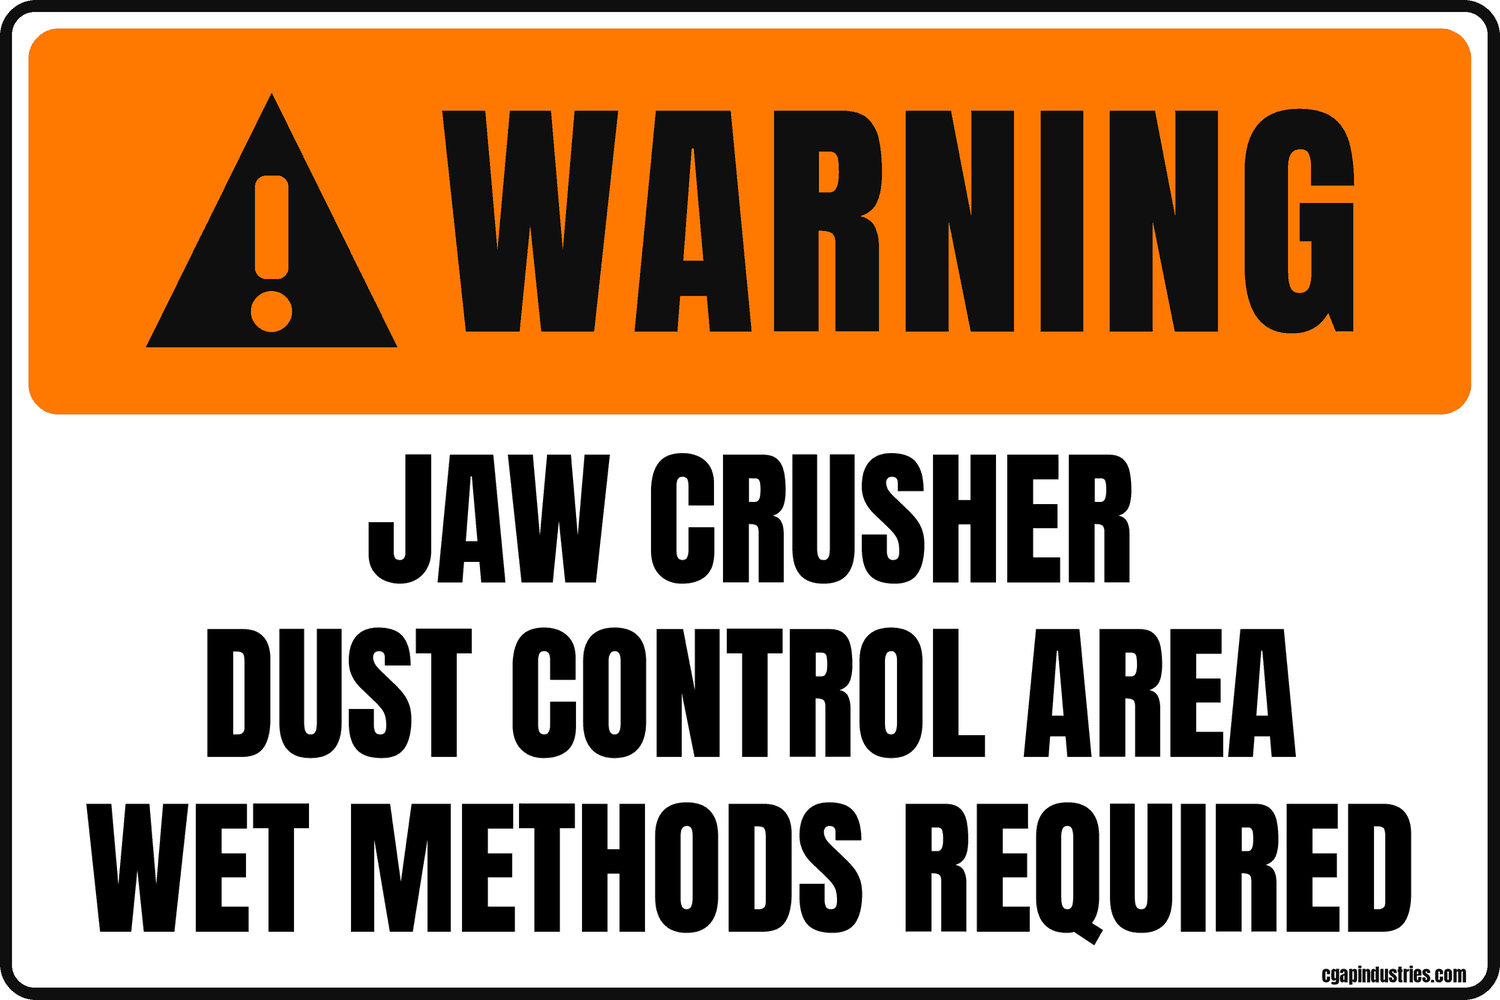 WARNING
JAW CRUSHER
DUST CONTROL AREA
WET METHODS REQUIRED
cgapindustries.com